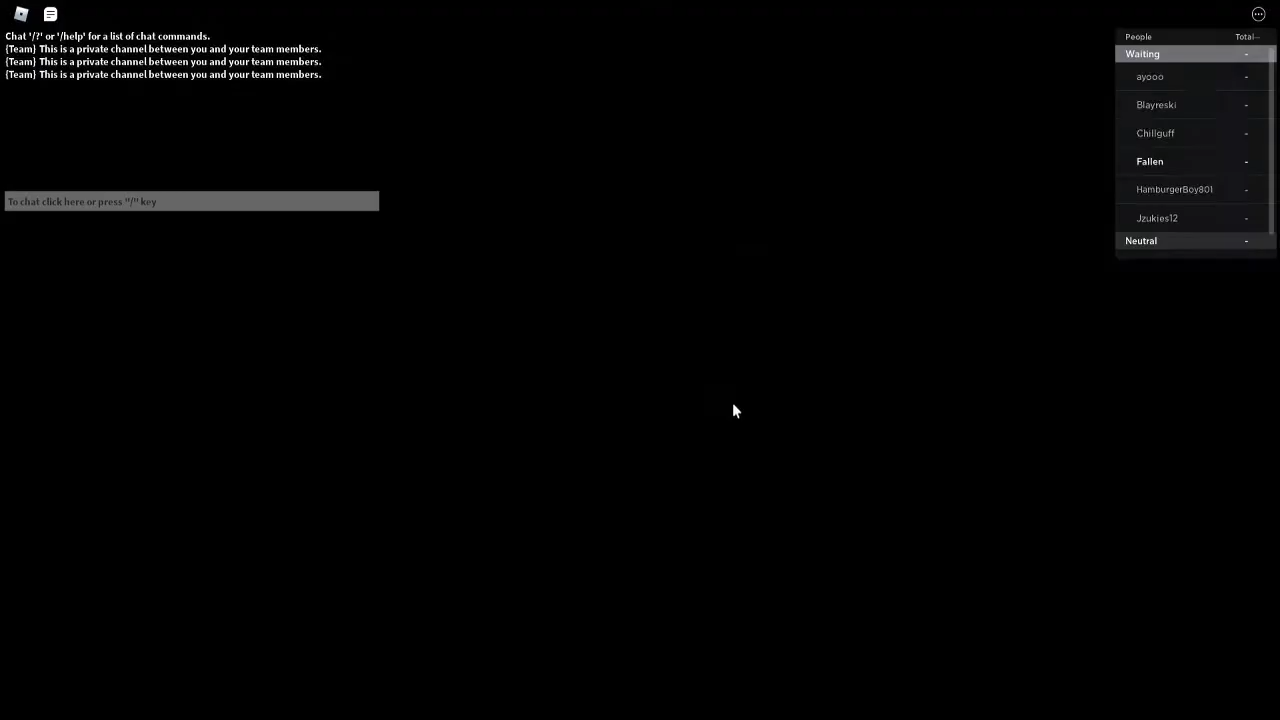 Chat '/?' or '/help' for a list of chat commands.
{Team} This is a private channel between you and your team members.
{Team} This is a private channel between you and your team members.
{Team} This is a private channel between you and your team members.
To chat click here or press "/" key
People Total...
Waiting -
ayooo -
Blayreski -
Chillguff -
Fallen -
HamburgerBoy801 -
Jzukies12 -
Neutral -